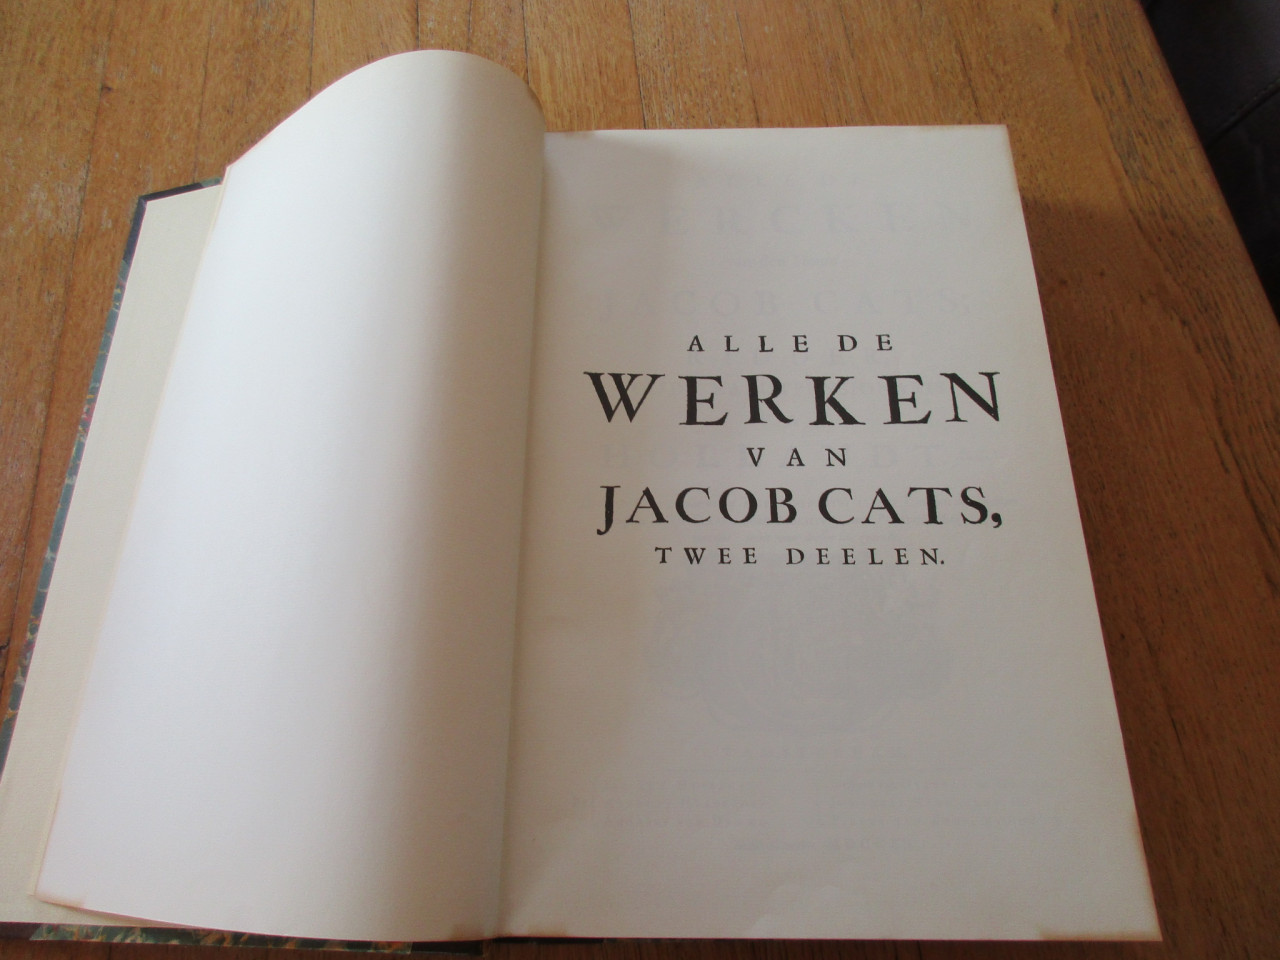 ALLE DE
WERKEN
VAN
JACOB CATS,
TWEE DEELEN.